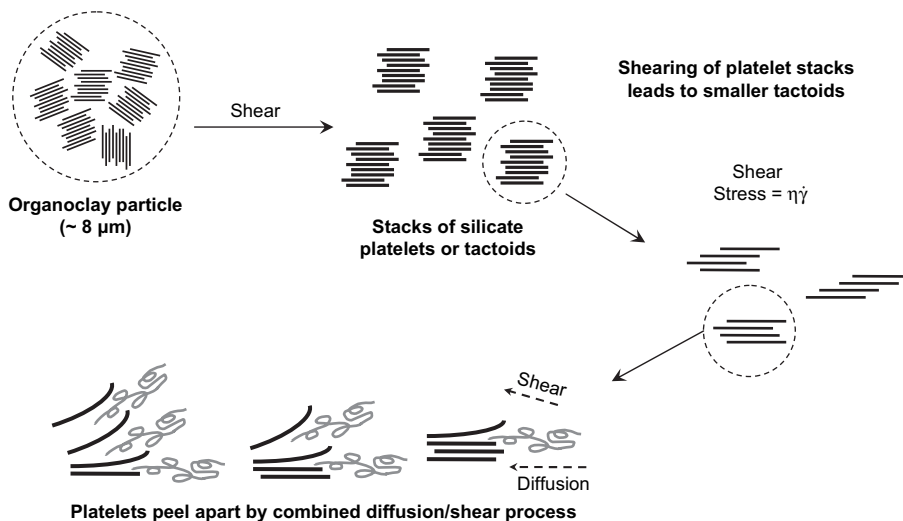 Shear
Shearing of platelet stacks
leads to smaller tactoids
Organoclay particle
(~ 8 μm)
Stacks of silicate
platelets or tactoids
Shear
Stress = ηγ̇
Shear
Diffusion
Platelets peel apart by combined diffusion/shear process